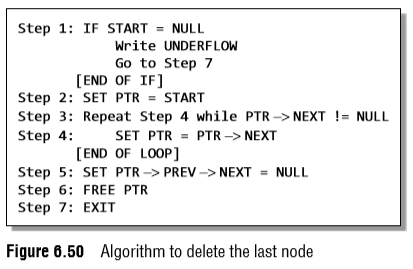 Step 1: IF START = NULL
Write UNDERFLOW
Go to Step 7
[END OF IF]
Step 2: SET PTR = START
Step 3: Repeat Step 4 while PTR –> NEXT != NULL
Step 4: SET PTR = PTR –> NEXT
[END OF LOOP]
Step 5: SET PTR –> PREV –> NEXT = NULL
Step 6: FREE PTR
Step 7: EXIT
Figure 6.50 Algorithm to delete the last node